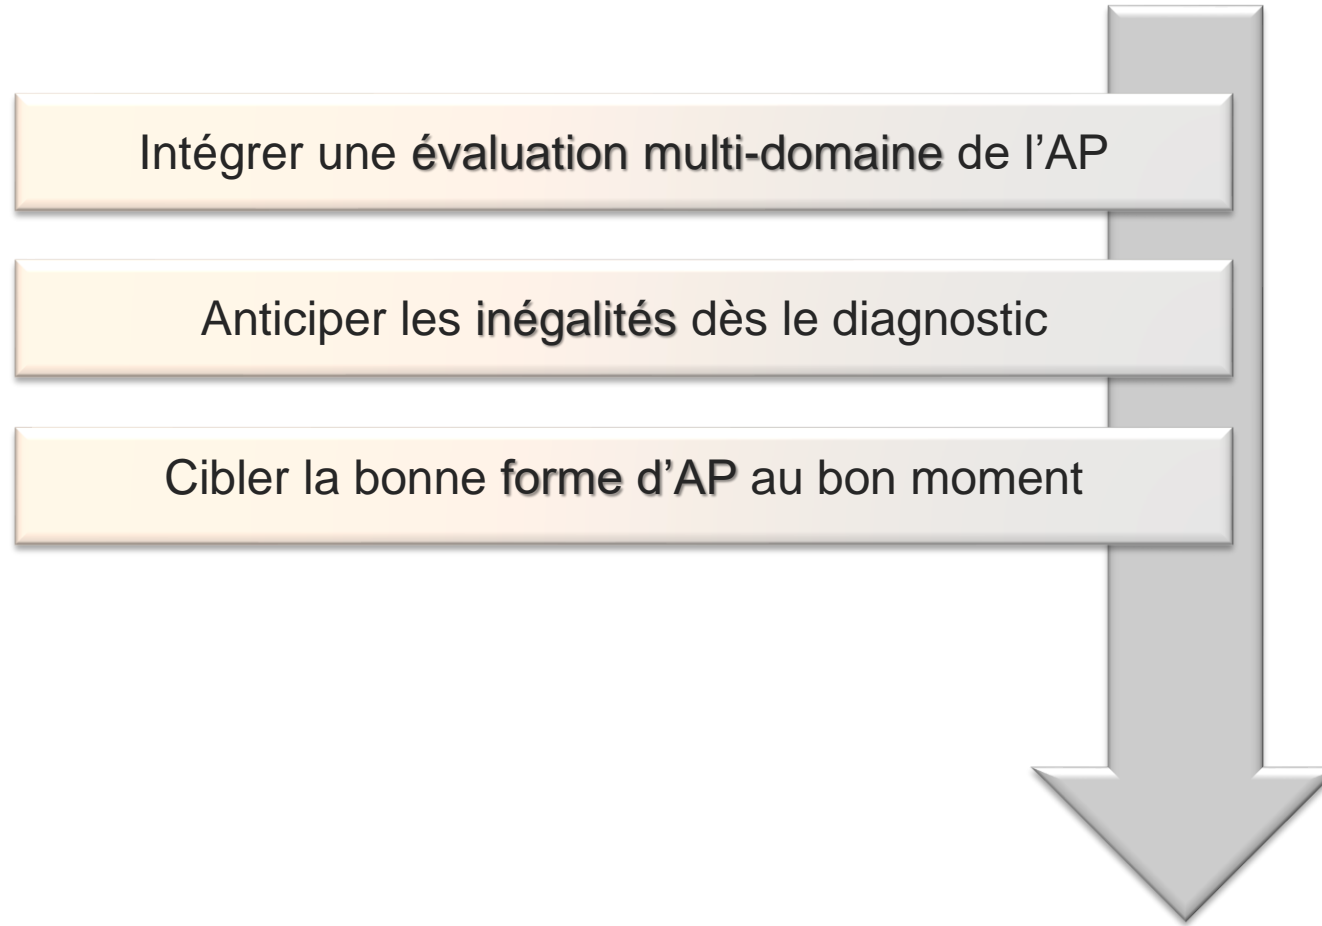 Intégrer une évaluation multi-domaine de l’AP
Anticiper les inégalités dès le diagnostic
Cibler la bonne forme d’AP au bon moment